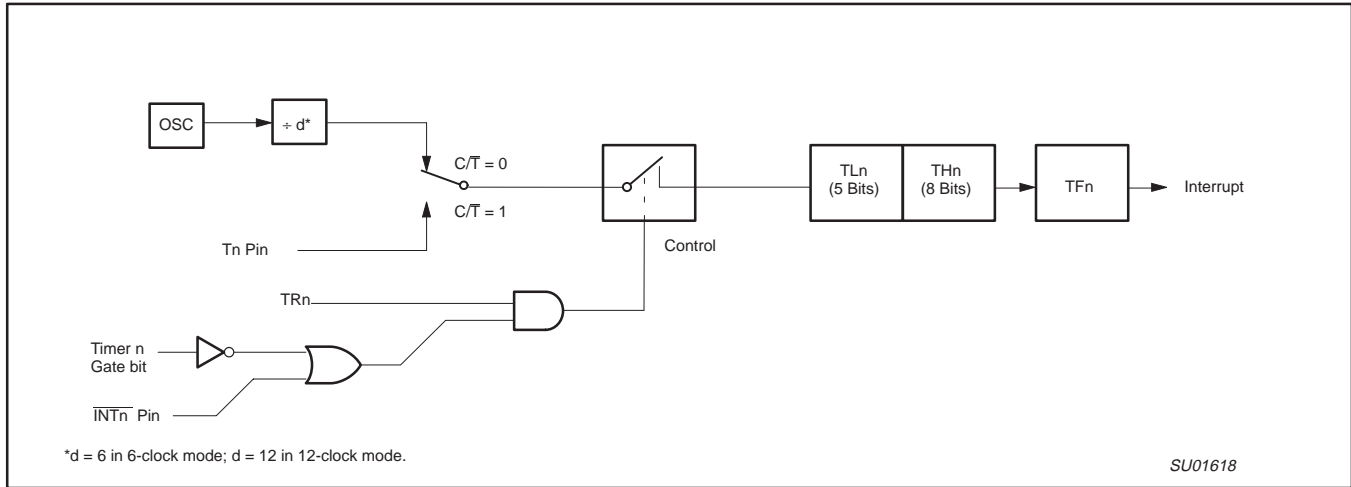 OSC
÷ d*
C/T̅ = 0
C/T̅ = 1
Tn Pin
TLn
(5 Bits)
THn
(8 Bits)
TFn
Interrupt
Control
TRn
Timer n
Gate bit
I̅N̅T̅n̅ Pin
*d = 6 in 6-clock mode; d = 12 in 12-clock mode.
SU01618